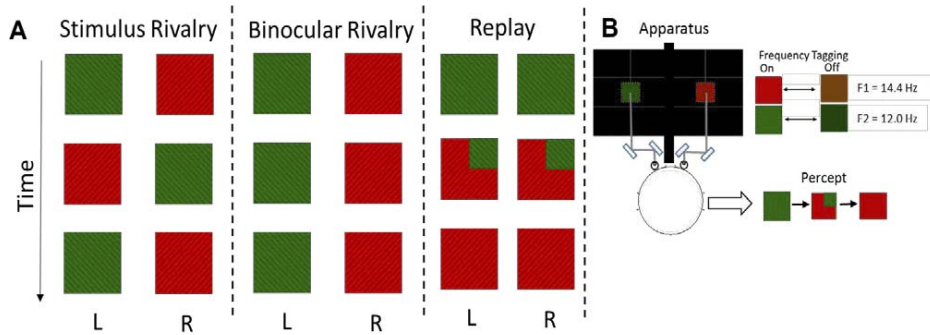 A
Stimulus Rivalry
Binocular Rivalry
Replay
Time
L
R
L
R
L
R
B
Apparatus
Frequency Tagging
On
Off
F1 = 14.4 Hz
F2 = 12.0 Hz
Percept